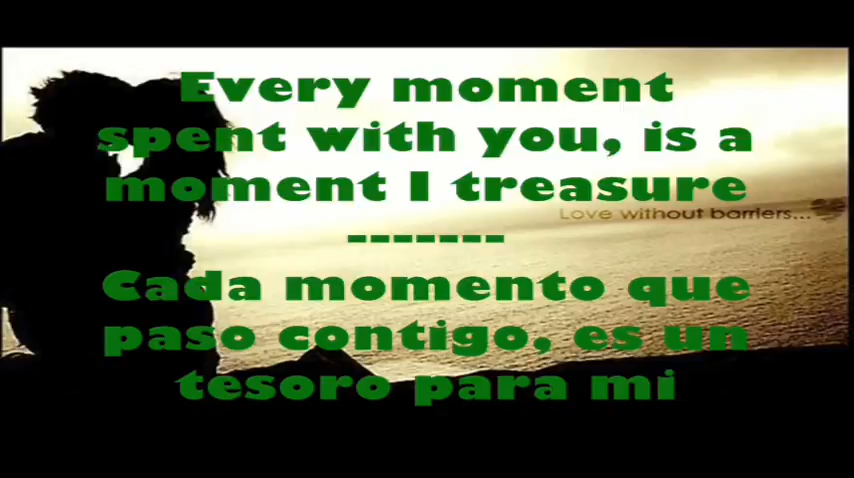 Every moment
spent with you, is a
moment I treasure
Love without barriers...
-------
Cada momento que
paso contigo, es un
tesoro para mi